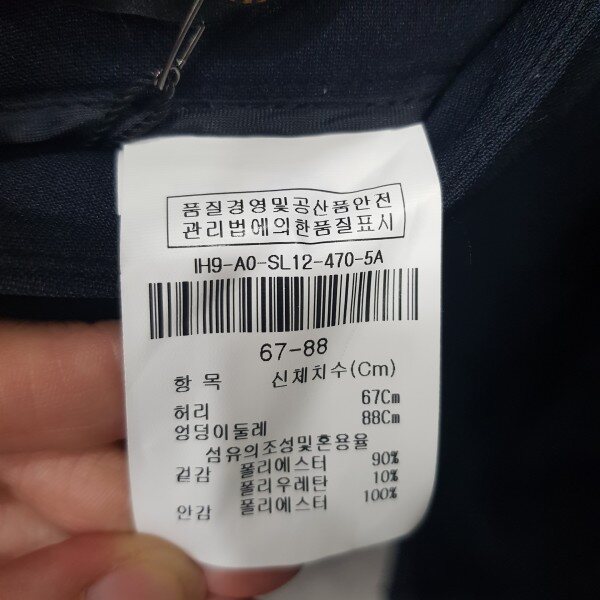 품질경영및공산품안전
관리법에의한품질표시
IH9-A0-SL12-470-5A
67-88
항 목 신체치수(Cm)
허리 67Cm
엉덩이둘레 88Cm
섬유의조성및혼용율
겉감 폴리에스터 90%
폴리우레탄 10%
안감 폴리에스터 100%